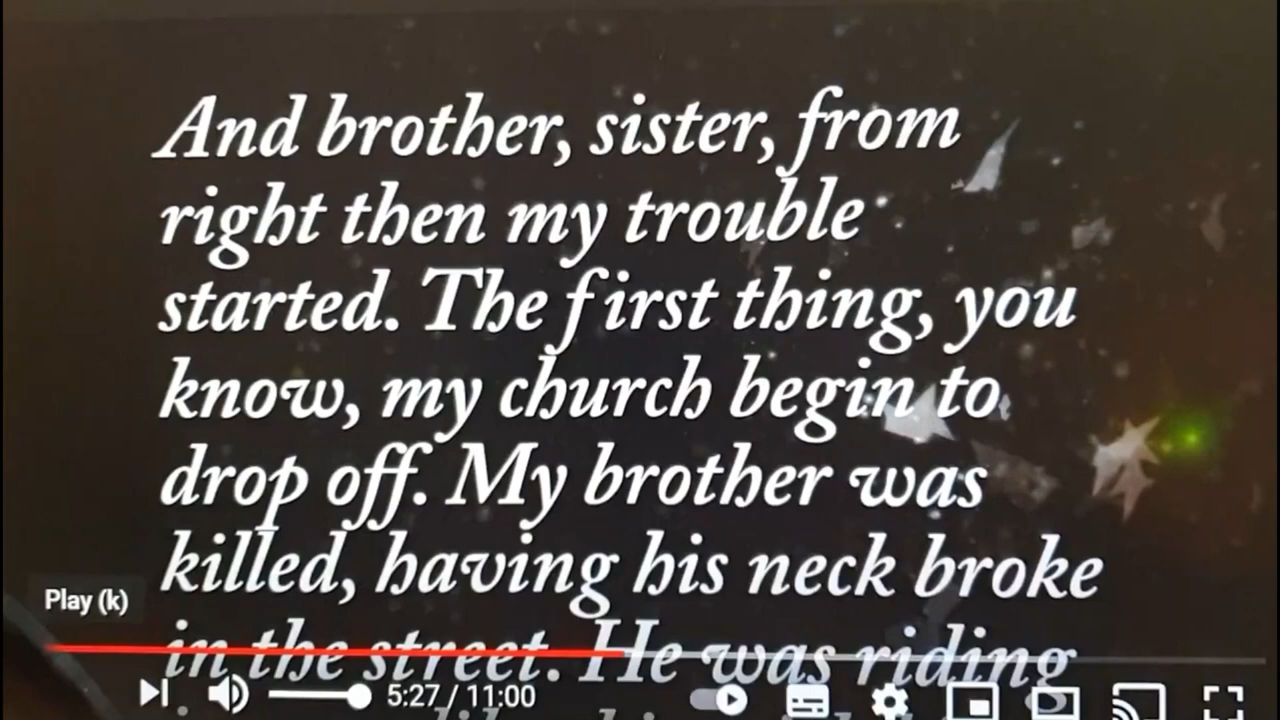 And brother, sister, from
right then my trouble
started. The first thing, you
know, my church begin to
drop off. My brother was
killed, having his neck broke
in the street. He was riding
Play (k)
5:27 / 11:00